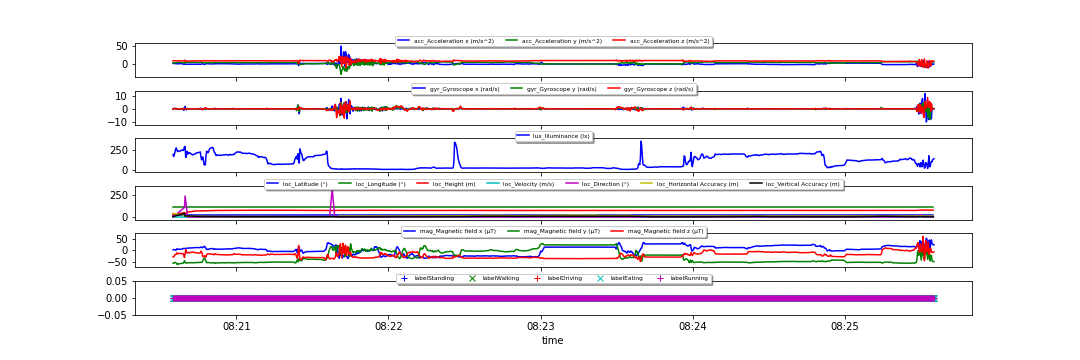 acc_Acceleration x (m/s^2) acc_Acceleration y (m/s^2) acc_Acceleration z (m/s^2)
50
0
gyr_Gyroscope x (rad/s) gyr_Gyroscope y (rad/s) gyr_Gyroscope z (rad/s)
10
0
−10
lux_Illuminance (lx)
250
0
loc_Latitude (°) loc_Longitude (°) loc_Height (m) loc_Velocity (m/s) loc_Direction (°) loc_Horizontal Accuracy (m) loc_Vertical Accuracy (m)
250
0
mag_Magnetic field x (μT) mag_Magnetic field y (μT) mag_Magnetic field z (μT)
50
0
−50
labelStanding labelWalking labelDriving labelEating labelRunning
0.05
0.00
−0.05
08:21 08:22 08:23 08:24 08:25
time